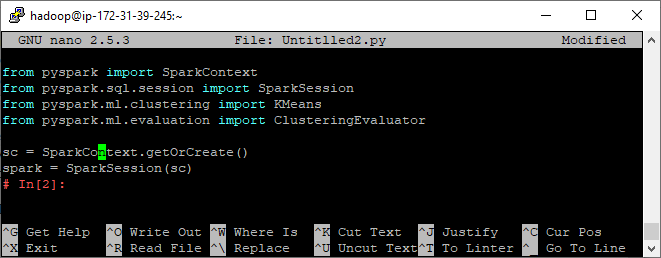 hadoop@ip-172-31-39-245:~
GNU nano 2.5.3 File: Untitlled2.py Modified
from pyspark import SparkContext
from pyspark.sql.session import SparkSession
from pyspark.ml.clustering import KMeans
from pyspark.ml.evaluation import ClusteringEvaluator
sc = SparkContext.getOrCreate()
spark = SparkSession(sc)
# In[2]:
^G Get Help ^O Write Out ^W Where Is ^K Cut Text ^J Justify ^C Cur Pos
^X Exit ^R Read File ^\ Replace ^U Uncut Text ^T To Linter ^_ Go To Line